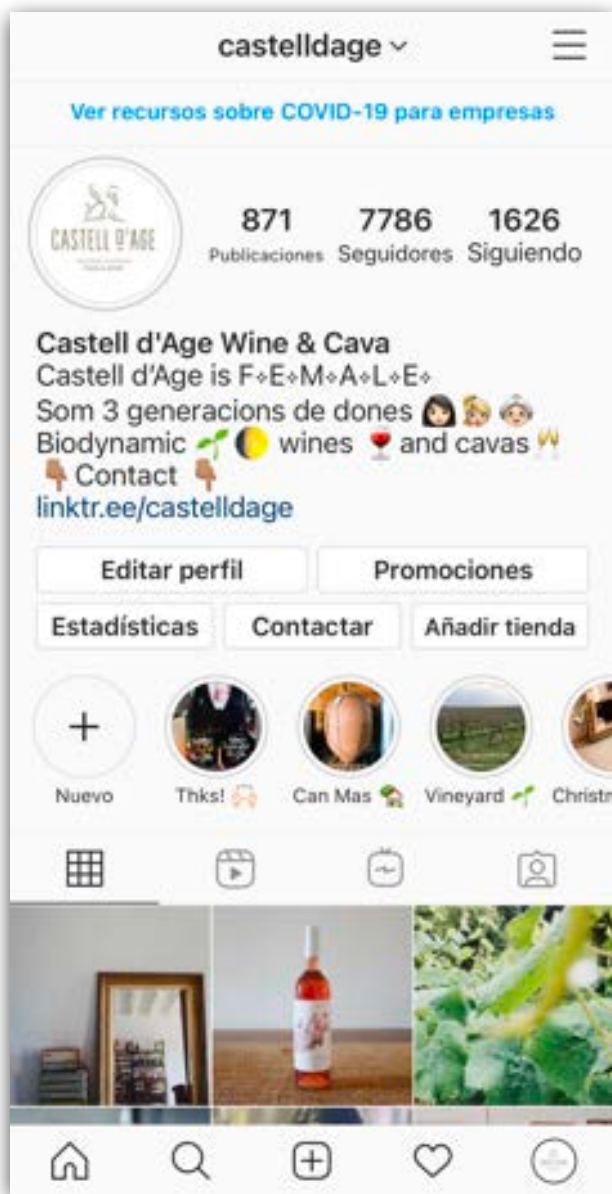 castelldage
Ver recursos sobre COVID-19 para empresas
CASTELL D'AGE
871 7786 1626
Publicaciones Seguidores Siguiendo
Castell d'Age Wine & Cava
Castell d'Age is F⬨E⬨M⬨A⬨L⬨E⬨
Som 3 generacions de dones 👩🏻👧🏼👵🏻
Biodynamic 🌱🌓 wines 🍷and cavas🥂
👇🏽Contact 👇🏽
linktr.ee/castelldage
Editar perfil Promociones
Estadísticas Contactar Añadir tienda
Nuevo Thks! Can Mas 🏡 Vineyard 🌱 Christm